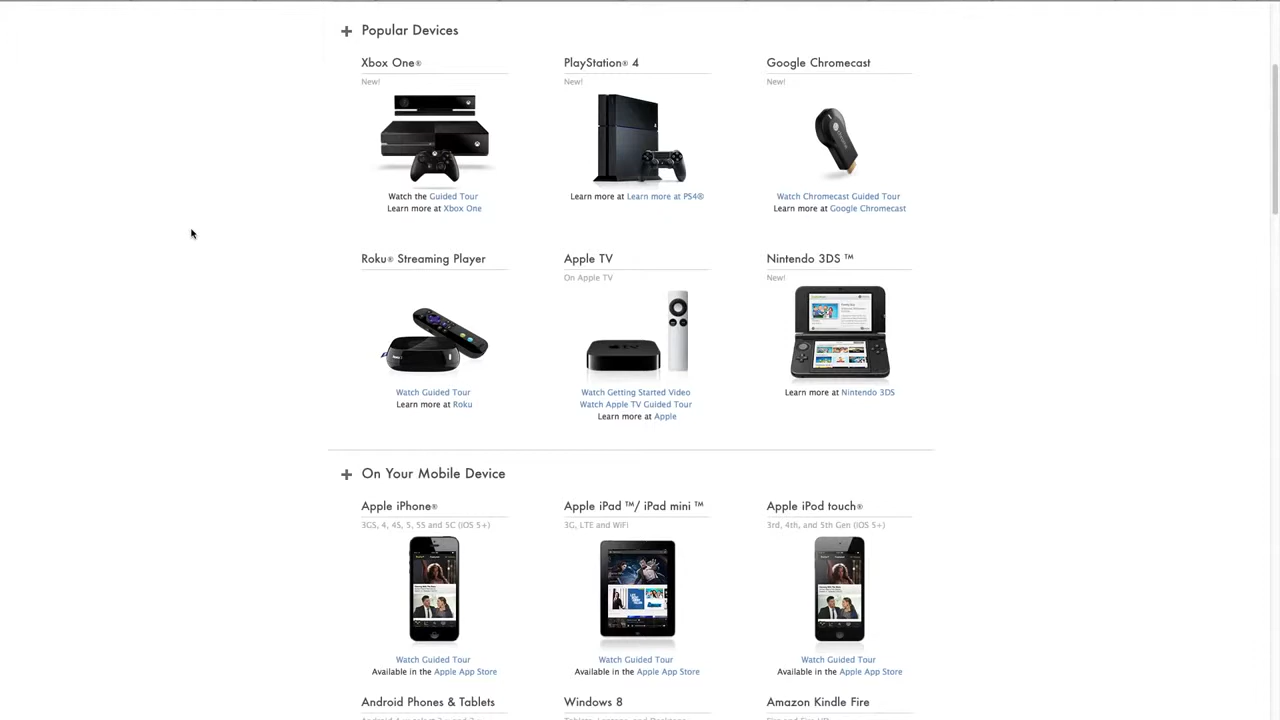 Popular Devices
Xbox One®
New!
Watch the Guided Tour
Learn more at Xbox One
PlayStation® 4
New!
Learn more at Learn more at PS4®
Google Chromecast
New!
Watch Chromecast Guided Tour
Learn more at Google Chromecast
Roku® Streaming Player
Watch Guided Tour
Learn more at Roku
Apple TV
On Apple TV
Watch Getting Started Video
Watch Apple TV Guided Tour
Learn more at Apple
Nintendo 3DS ™
New!
Learn more at Nintendo 3DS
On Your Mobile Device
Apple iPhone®
3GS, 4, 4S, 5, 5S and 5C (iOS 5+)
Watch Guided Tour
Available in the Apple App Store
Apple iPad ™/ iPad mini ™
3G, LTE and WiFi
Watch Guided Tour
Available in the Apple App Store
Apple iPod touch®
3rd, 4th, and 5th Gen (iOS 5+)
Watch Guided Tour
Available in the Apple App Store
Android Phones & Tablets
Windows 8
Amazon Kindle Fire